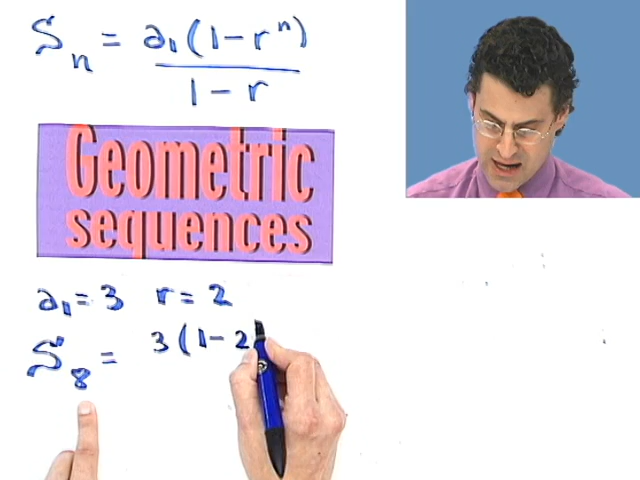 Sn = a1(1-r^n)
1-r
Geometric
sequences
a1=3 r=2
S8 = 3(1-2